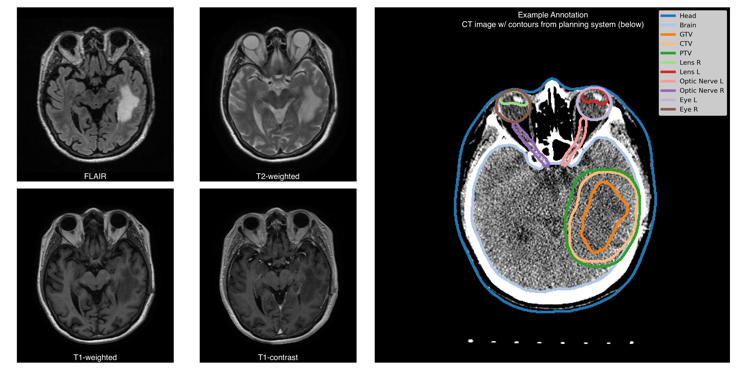 FLAIR
T2-weighted
T1-weighted
T1-contrast
Example Annotation
CT image w/ contours from planning system (below)
Head
Brain
GTV
CTV
PTV
Lens R
Lens L
Optic Nerve L
Optic Nerve R
Eye L
Eye R